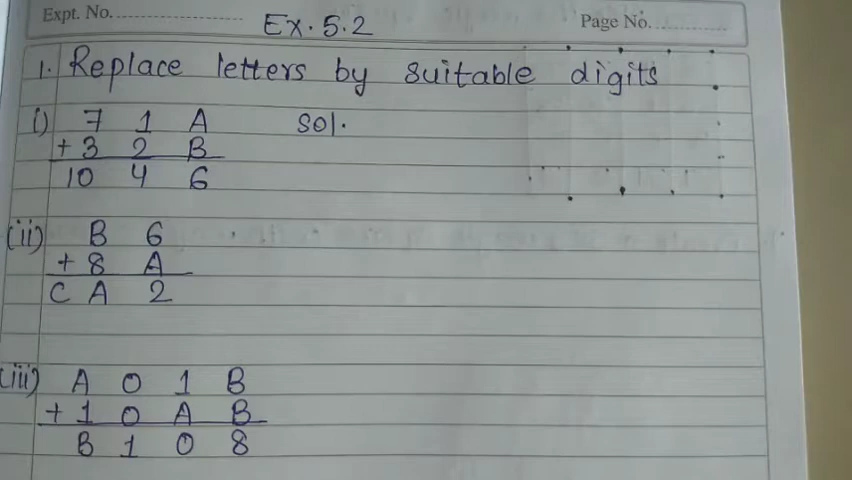 Expt. No. Ex. 5.2 Page No.
1. Replace letters by suitable digits
i) 7 1 A Sol.
+ 3 2 B
10 4 6
(ii) B 6
+ 8 A
C A 2
(iii) A 0 1 B
+ 1 0 A B
B 1 0 8